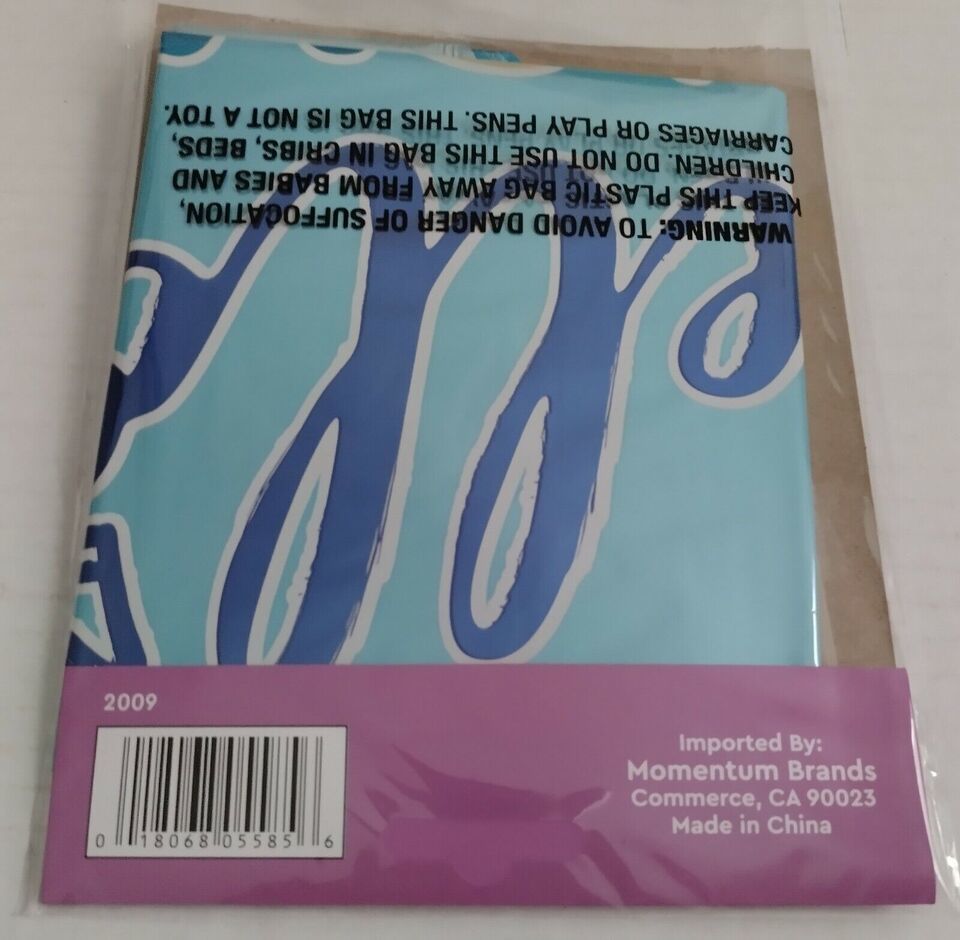 WARNING: TO AVOID DANGER OF SUFFOCATION,
KEEP THIS PLASTIC BAG AWAY FROM BABIES AND
CHILDREN. DO NOT USE THIS BAG IN CRIBS, BEDS,
CARRIAGES OR PLAY PENS. THIS BAG IS NOT A TOY.
2009
0 18068 05585 6
Imported By:
Momentum Brands
Commerce, CA 90023
Made in China